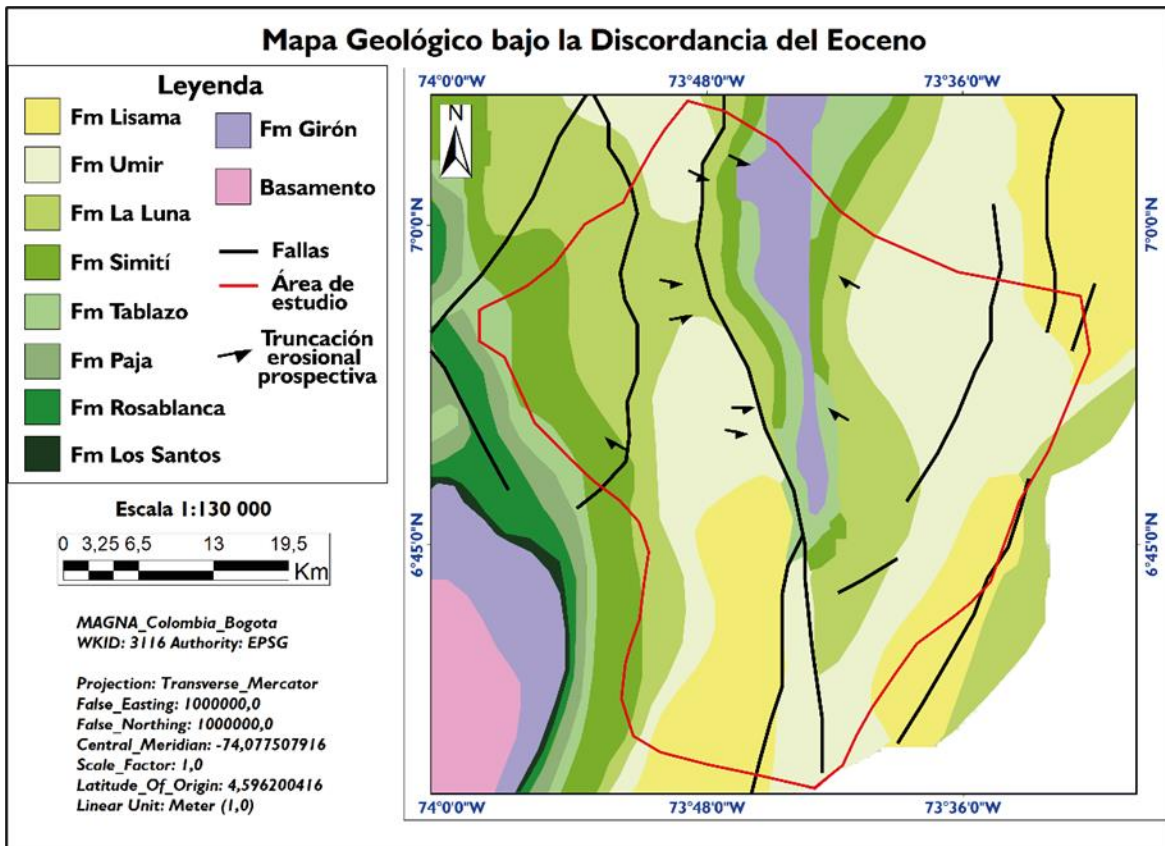 Mapa Geológico bajo la Discordancia del Eoceno
Leyenda
Fm Lisama
Fm Umir
Fm La Luna
Fm Simití
Fm Tablazo
Fm Paja
Fm Rosablanca
Fm Los Santos
Fm Girón
Basamento
Fallas
Área de
estudio
Truncación
erosional
prospectiva
Escala 1:130 000
0 3,25 6,5 13 19,5
Km
MAGNA_Colombia_Bogota
WKID: 3116 Authority: EPSG
Projection: Transverse_Mercator
False_Easting: 1000000,0
False_Northing: 1000000,0
Central_Meridian: -74,077507916
Scale_Factor: 1,0
Latitude_Of_Origin: 4,596200416
Linear Unit: Meter (1,0)
74°0'0"W 73°48'0"W 73°36'0"W
N
7°0'0"N 7°0'0"N
6°45'0"N 6°45'0"N
74°0'0"W 73°48'0"W 73°36'0"W